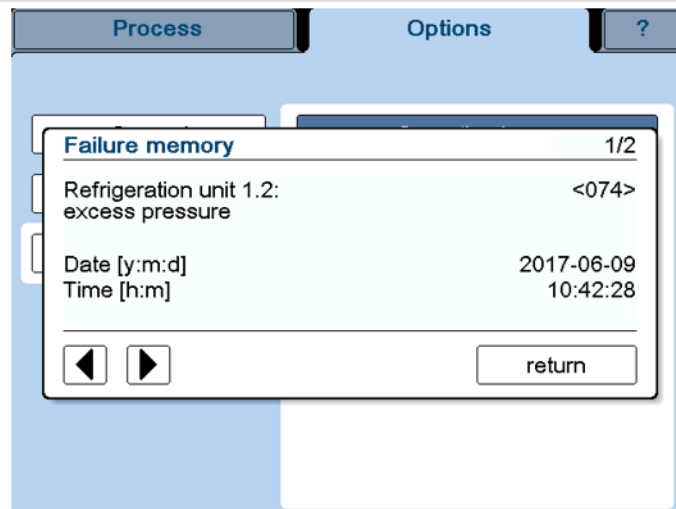 Process Options ?
Failure memory 1/2
Refrigeration unit 1.2: <074>
excess pressure
Date [y:m:d] 2017-06-09
Time [h:m] 10:42:28
return